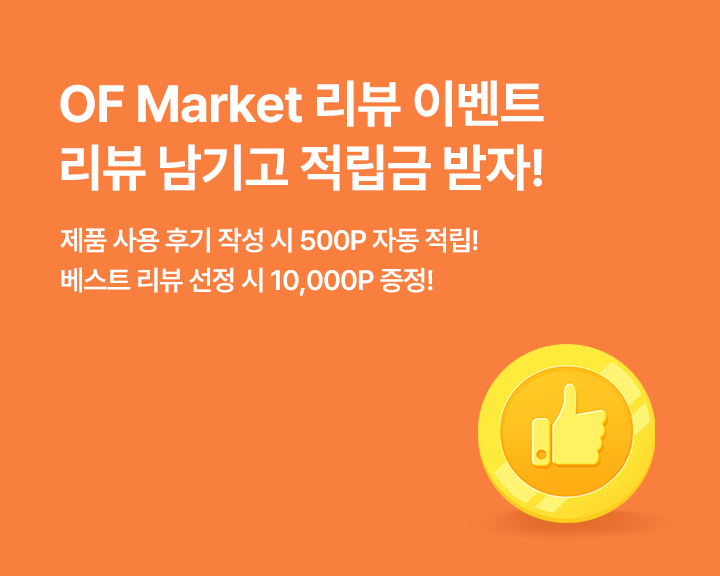 OF Market 리뷰 이벤트
리뷰 남기고 적립금 받자!
제품 사용 후기 작성 시 500P 자동 적립!
베스트 리뷰 선정 시 10,000P 증정!